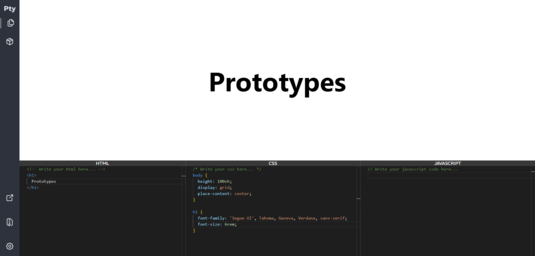 Pty
Prototypes
HTML
<!-- Write your html here... -->
<h1>
Prototypes
</h1>
CSS
/* Write your css here... */
body {
height: 100vh;
display: grid;
place-content: center;
}
h1 {
font-family: 'Segoe UI', Tahoma, Geneva, Verdana, sans-serif;
font-size: 6rem;
}
JAVASCRIPT
// Write your javascript code here...